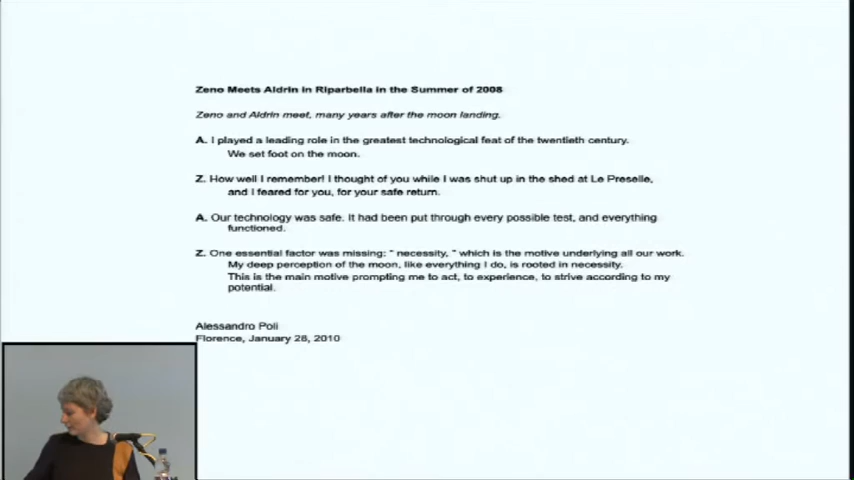 Zeno Meets Aldrin in Riparbella in the Summer of 2008
Zeno and Aldrin meet, many years after the moon landing.
A. I played a leading role in the greatest technological feat of the twentieth century.
We set foot on the moon.
Z. How well I remember! I thought of you while I was shut up in the shed at Le Preselle,
and I feared for you, for your safe return.
A. Our technology was safe. It had been put through every possible test, and everything
functioned.
Z. One essential factor was missing: " necessity, " which is the motive underlying all our work.
My deep perception of the moon, like everything I do, is rooted in necessity.
This is the main motive prompting me to act, to experience, to strive according to my
potential.
Alessandro Poli
Florence, January 28, 2010